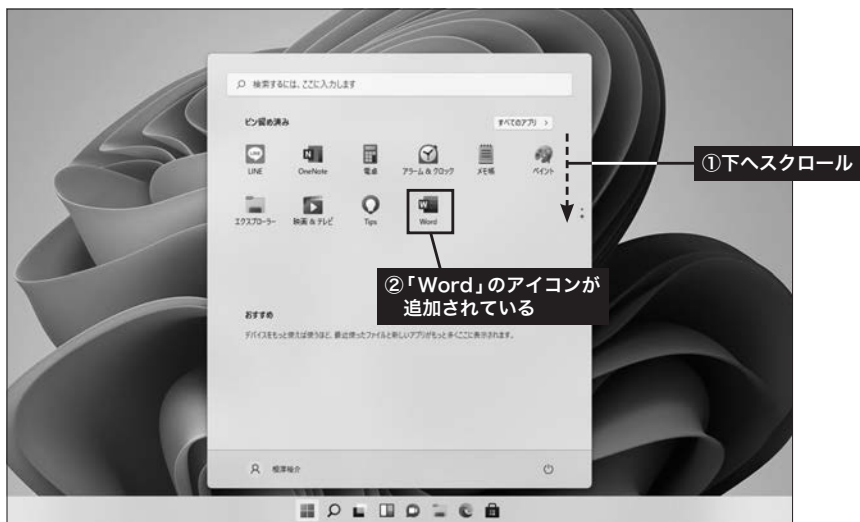 検索するには、ここに入力します
ピン留め済み
すべてのアプリ >
①下へスクロール
LINE
OneNote
電卓
アラーム & クロック
メモ帳
ペイント
エクスプローラー
映画 & テレビ
Tips
Word
②「Word」のアイコンが
追加されている
おすすめ
デバイスをもっと使えば使うほど、最近使ったファイルと新しいアプリがもっと多くここに表示されます。
相澤裕介